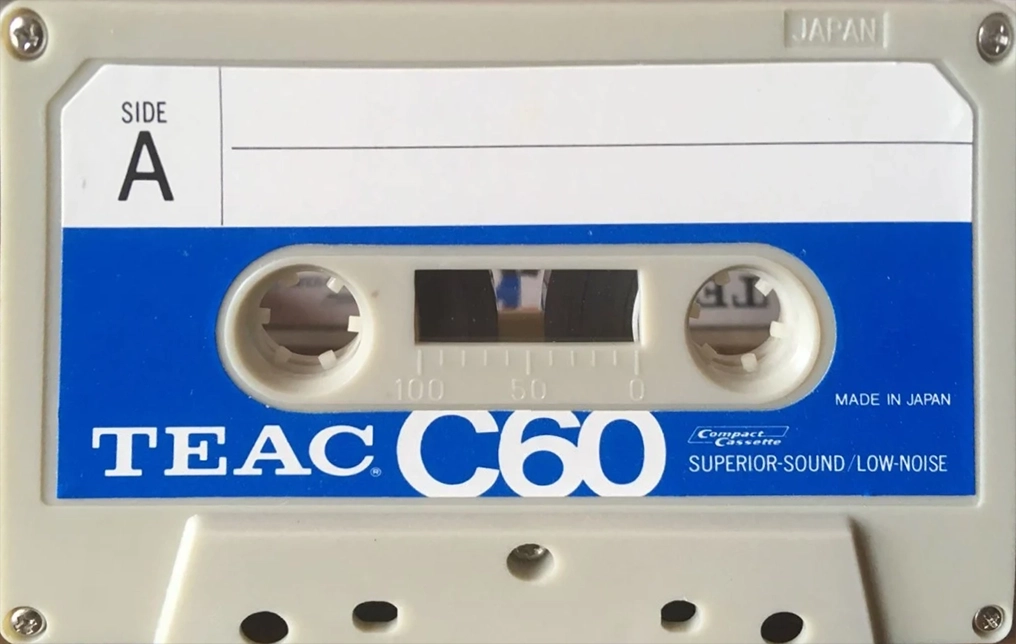 JAPAN
SIDE
A
100 50 0
MADE IN JAPAN
TEAC® C60
Compact
Cassette
SUPERIOR-SOUND/LOW-NOISE